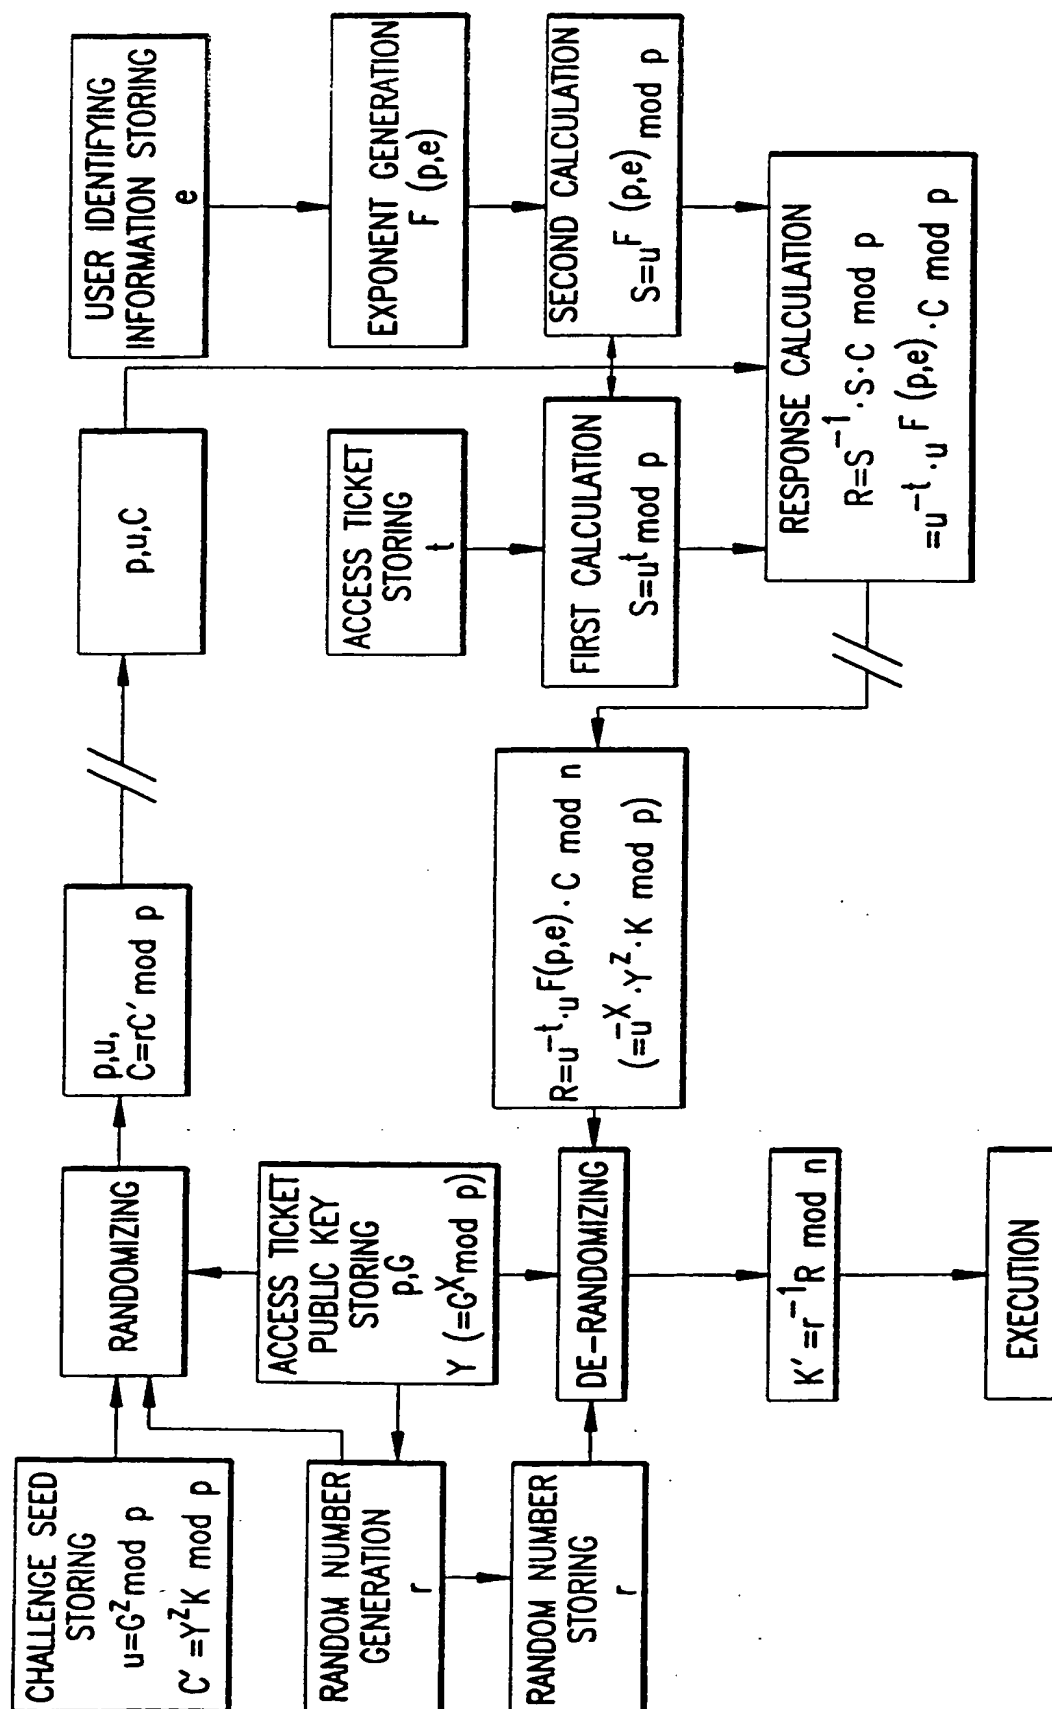 CHALLENGE SEED
STORING
u=G^z mod p
C′=Y^z K mod p
RANDOMIZING
p,u,
C=rC′ mod p
p,u,C
USER IDENTIFYING
INFORMATION STORING
e
RANDOM NUMBER
GENERATION
r
ACCESS TICKET
PUBLIC KEY
STORING
p,G
Y (=G^X mod p)
ACCESS TICKET
STORING
t
EXPONENT GENERATION
F (p,e)
RANDOM NUMBER
STORING
r
DE-RANDOMIZING
R=u^-t·u^F(p,e)·C mod n
(=u^-X·Y^z·K mod p)
FIRST CALCULATION
S=u^t mod p
SECOND CALCULATION
S=u^F (p,e) mod p
K′=r^-1 R mod n
RESPONSE CALCULATION
R=S^-1·S·C mod p
=u^-t·u^F (p,e)·C mod p
EXECUTION